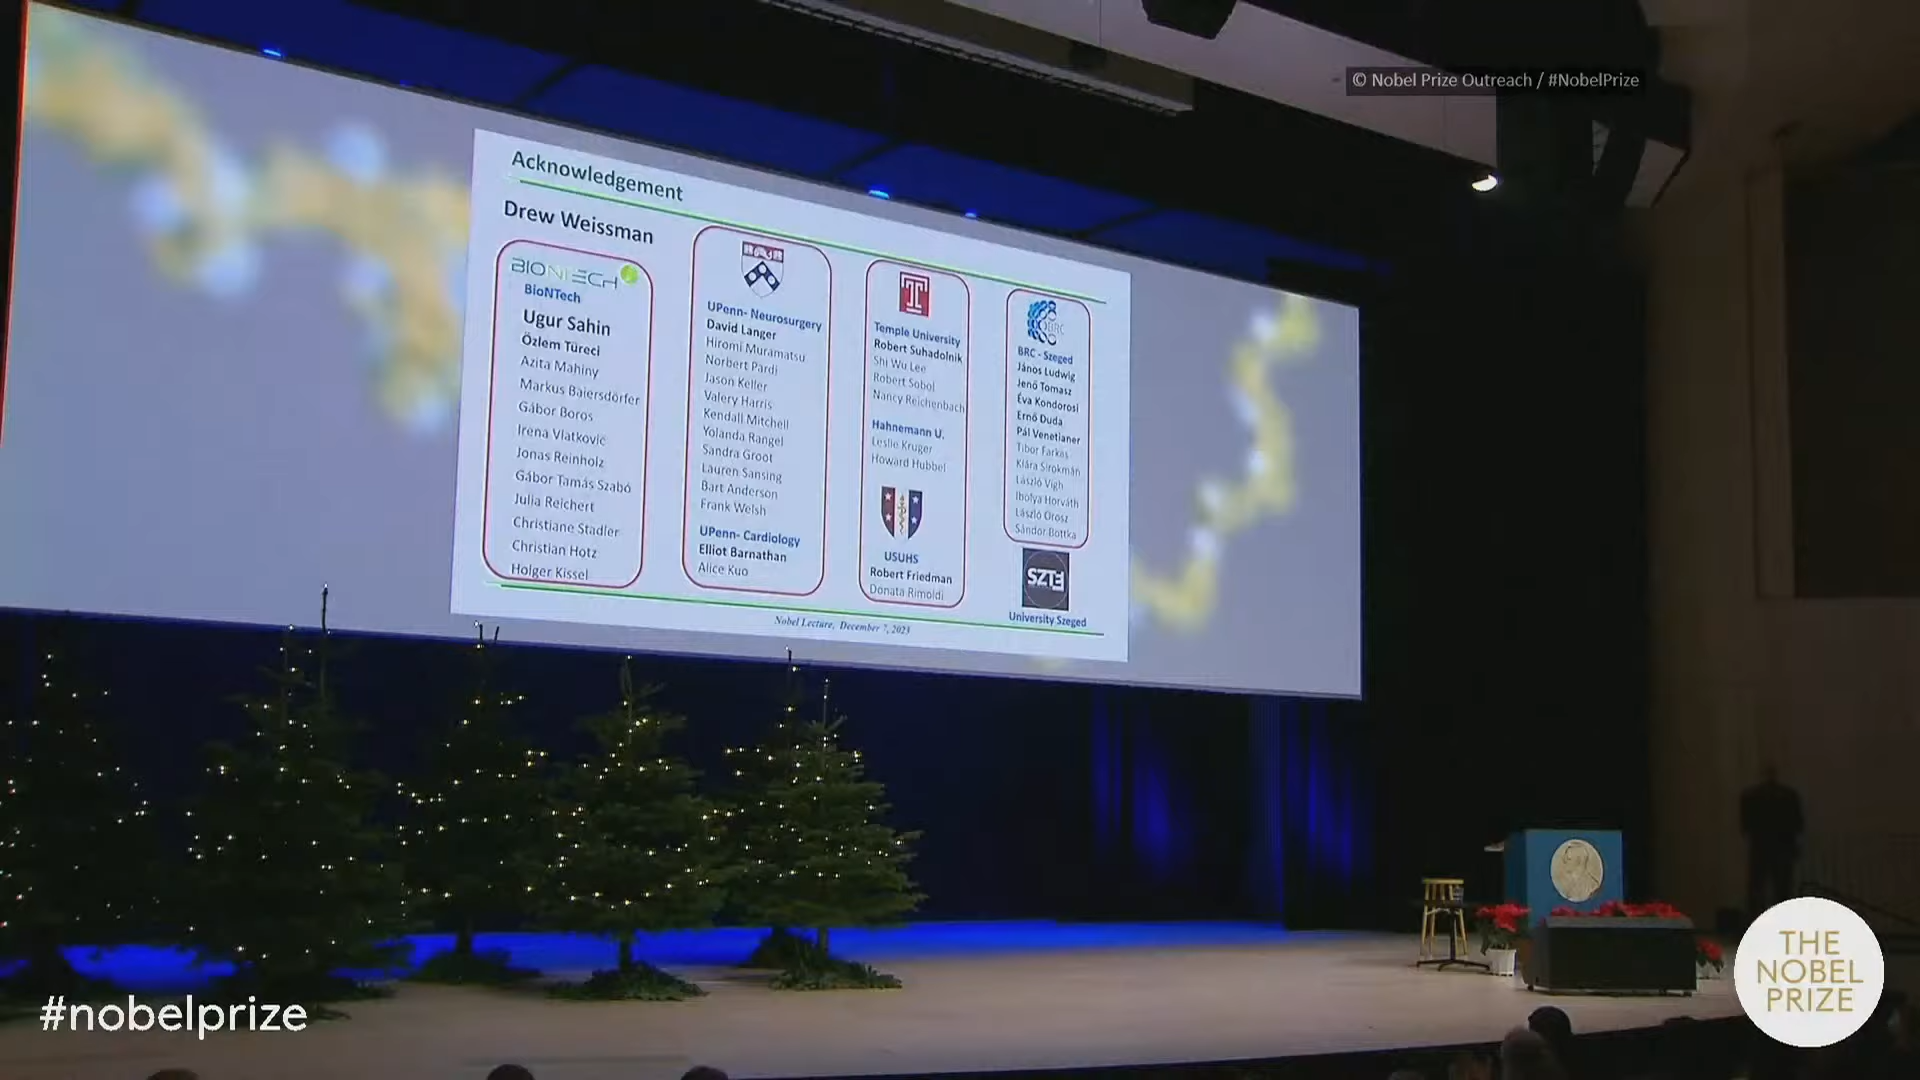 © Nobel Prize Outreach / #NobelPrize
Acknowledgement
Drew Weissman
BIONTECH
BioNTech
Ugur Sahin
Özlem Türeci
Azita Mahiny
Markus Baiersdörfer
Gábor Boros
Irena Vlatkovic
Jonas Reinholz
Gábor Tamás Szabó
Julia Reichert
Christiane Stadler
Christian Hotz
Holger Kissel
UPenn- Neurosurgery
David Langer
Hiromi Muramatsu
Norbert Pardi
Jason Keller
Valery Harris
Kendall Mitchell
Yolanda Rangel
Sandra Groot
Lauren Sansing
Bart Anderson
Frank Welsh
UPenn- Cardiology
Elliot Barnathan
Alice Kuo
T
Temple University
Robert Suhadolnik
Shi Wu Lee
Robert Sobol
Nancy Reichenbach
Hahnemann U.
Leslie Kruger
Howard Hubbel
USUHS
Robert Friedman
Donata Rimoldi
BRC
BRC - Szeged
János Ludwig
Jenő Tomasz
Éva Kondorosi
Ernő Duda
Pál Venetianer
Tibor Farkas
Klára Sirokmán
László Vigh
Ibolya Horváth
László Orosz
Sándor Bottka
SZTE
University Szeged
Nobel Lecture, December 7, 2023
#nobelprize
THE
NOBEL
PRIZE